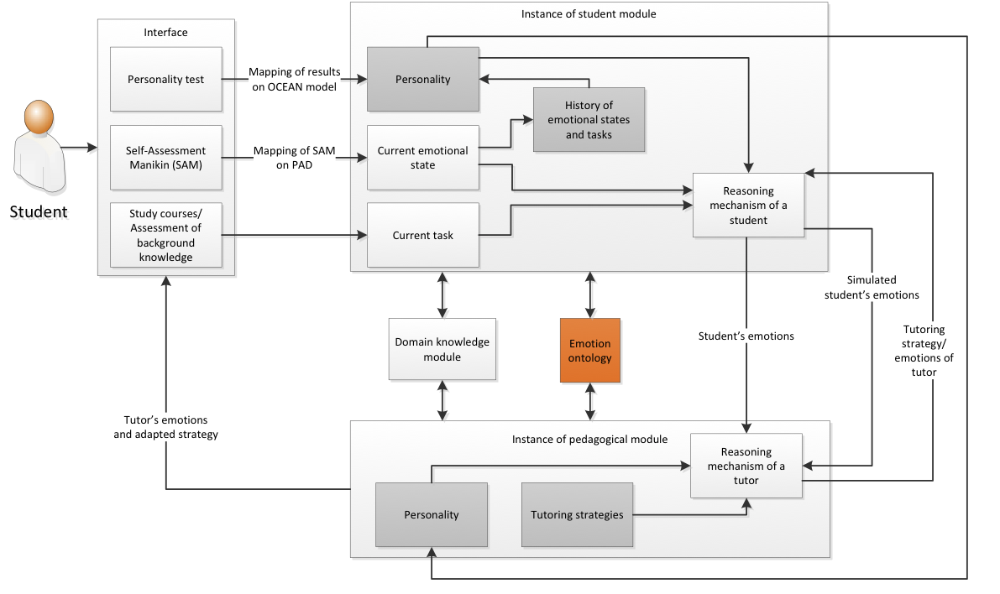 Instance of student module
Interface
Personality test
Mapping of results
on OCEAN model
Personality
History of
emotional states
and tasks
Self-Assessment
Manikin (SAM)
Mapping of SAM
on PAD
Current emotional
state
Student
Study courses/
Assessment of
background
knowledge
Current task
Reasoning
mechanism of a
student
Simulated
student's emotions
Domain knowledge
module
Emotion
ontology
Student's emotions
Tutoring
strategy/
emotions of
tutor
Tutor's emotions
and adapted strategy
Instance of pedagogical module
Reasoning
mechanism of a
tutor
Personality
Tutoring strategies